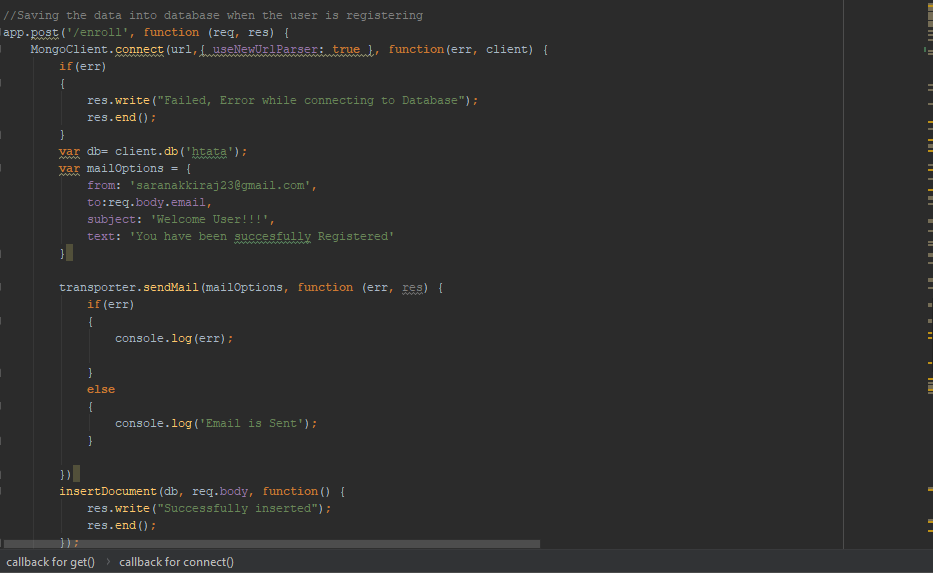 //Saving the data into database when the user is registering
app.post('/enroll', function (req, res) {
MongoClient.connect(url,{ useNewUrlParser: true }, function(err, client) {
if(err)
{
res.write("Failed, Error while connecting to Database");
res.end();
}
var db= client.db('htata');
var mailOptions = {
from: 'saranakkiraj23@gmail.com',
to:req.body.email,
subject: 'Welcome User!!!',
text: 'You have been succesfully Registered'
}
transporter.sendMail(mailOptions, function (err, res) {
if(err)
{
console.log(err);
}
else
{
console.log('Email is Sent');
}
})
insertDocument(db, req.body, function() {
res.write("Successfully inserted");
res.end();
});
callback for get() › callback for connect()